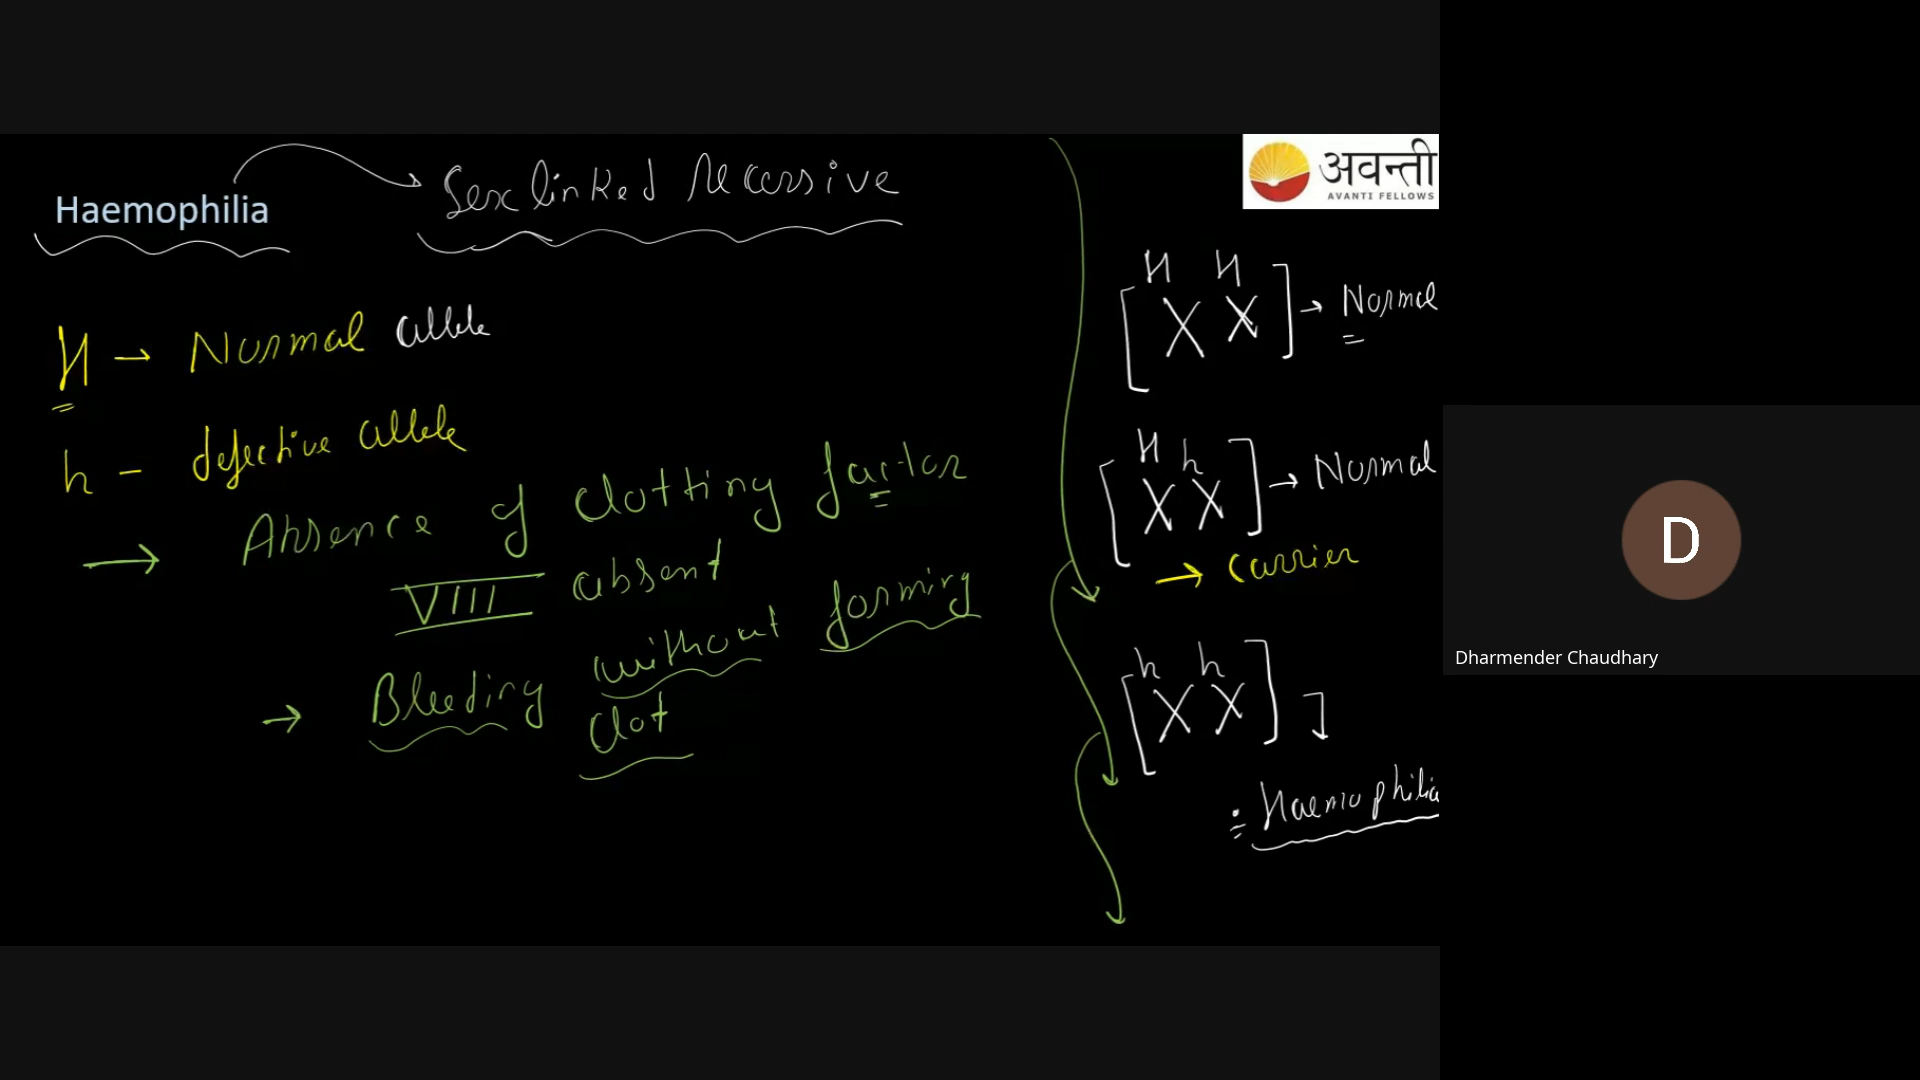 Haemophilia → Sex linked Recessive
H → Normal allele
h - defective allele
→ Absence of clotting factor
VIII absent
→ Bleeding without forming
clot
अवन्ती
AVANTI FELLOWS
H H
[X X] → Normal
H h
[X X] → Normal
→ Carrier
h h
[X X]
Haemophilia
D
Dharmender Chaudhary